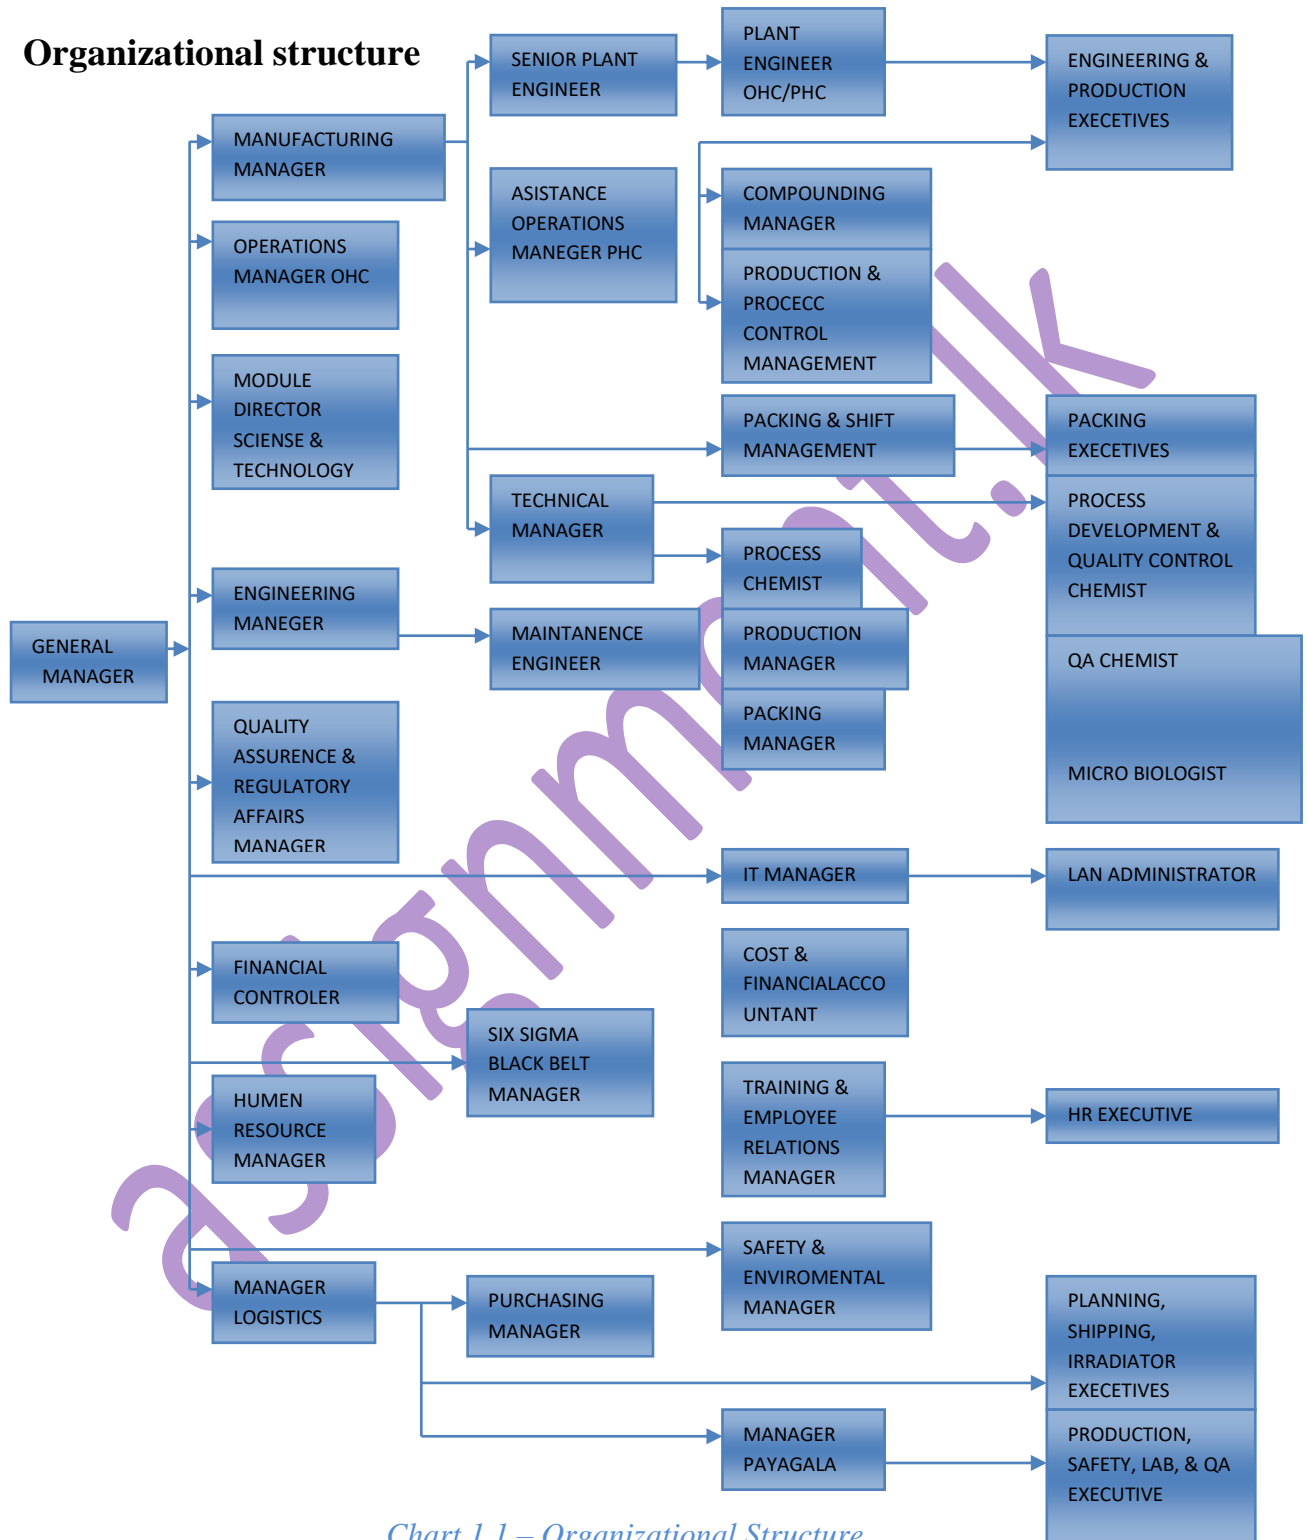 Organizational structure
SENIOR PLANT
ENGINEER
PLANT
ENGINEER
OHC/PHC
ENGINEERING &
PRODUCTION
EXECETIVES
MANUFACTURING
MANAGER
ASISTANCE
OPERATIONS
MANEGER PHC
COMPOUNDING
MANAGER
OPERATIONS
MANAGER OHC
PRODUCTION &
PROCECC
CONTROL
MANAGEMENT
MODULE
DIRECTOR
SCIENSE &
TECHNOLOGY
PACKING & SHIFT
MANAGEMENT
PACKING
EXECETIVES
TECHNICAL
MANAGER
PROCESS
DEVELOPMENT &
QUALITY CONTROL
CHEMIST
PROCESS
CHEMIST
ENGINEERING
MANEGER
MAINTANENCE
ENGINEER
PRODUCTION
MANAGER
GENERAL
MANAGER
QA CHEMIST
MICRO BIOLOGIST
PACKING
MANAGER
QUALITY
ASSURENCE &
REGULATORY
AFFAIRS
MANAGER
IT MANAGER
LAN ADMINISTRATOR
FINANCIAL
CONTROLER
COST &
FINANCIALACCO
UNTANT
SIX SIGMA
BLACK BELT
MANAGER
HUMEN
RESOURCE
MANAGER
TRAINING &
EMPLOYEE
RELATIONS
MANAGER
HR EXECUTIVE
SAFETY &
ENVIROMENTAL
MANAGER
MANAGER
LOGISTICS
PURCHASING
MANAGER
PLANNING,
SHIPPING,
IRRADIATOR
EXECETIVES
MANAGER
PAYAGALA
PRODUCTION,
SAFETY, LAB, & QA
EXECUTIVE
Chart 1.1 – Organizational Structure